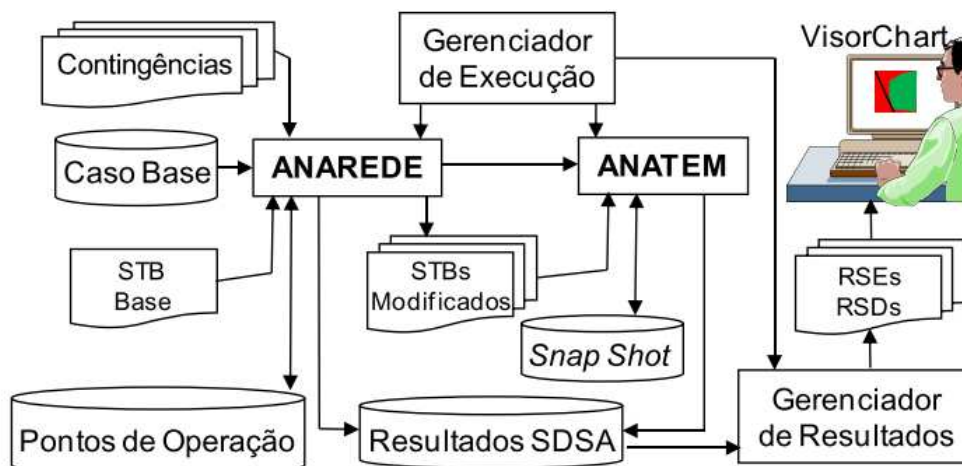 Contingências
Gerenciador
de Execução
VisorChart
Caso Base
ANAREDE
ANATEM
STB
Base
STBs
Modificados
RSEs
RSDs
Snap Shot
Pontos de Operação
Resultados SDSA
Gerenciador
de Resultados